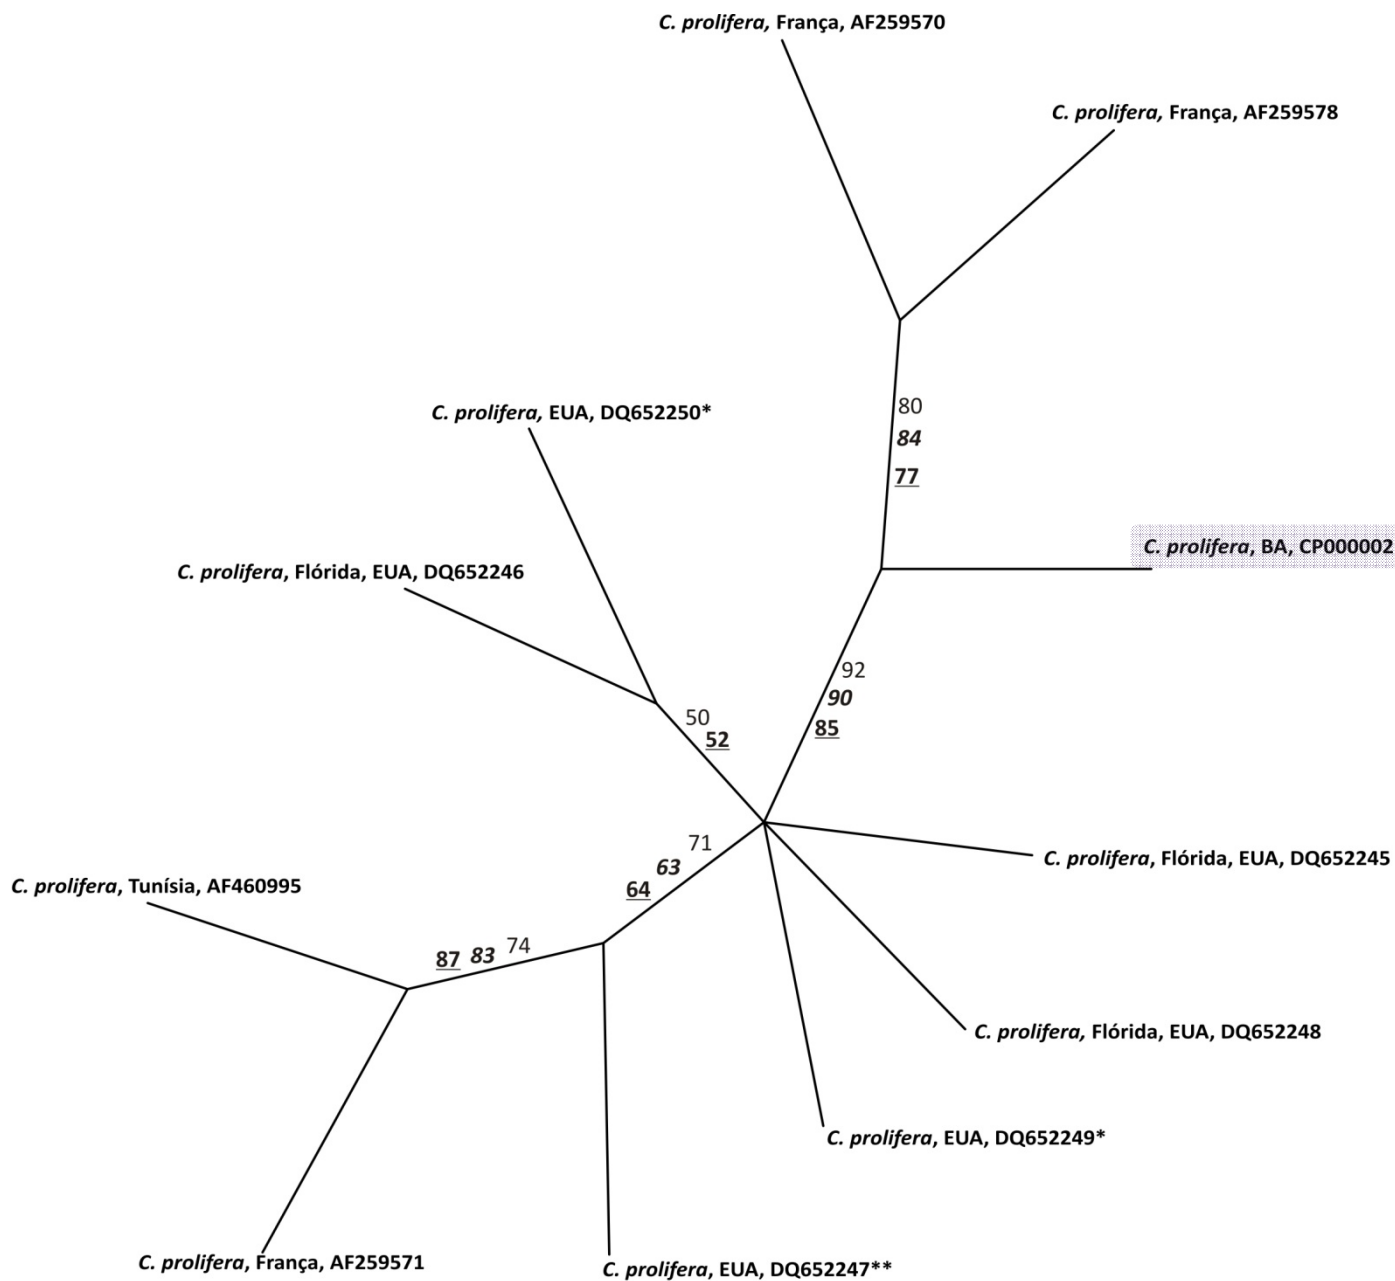 C. prolifera, França, AF259570
C. prolifera, França, AF259578
80
C. prolifera, EUA, DQ652250*
84
77
C. prolifera, BA, CP000002
C. prolifera, Flórida, EUA, DQ652246
92
90
50
85
52
71
C. prolifera, Flórida, EUA, DQ652245
63
C. prolifera, Tunísia, AF460995
64
87 83 74
C. prolifera, Flórida, EUA, DQ652248
C. prolifera, EUA, DQ652249*
C. prolifera, França, AF259571
C. prolifera, EUA, DQ652247**